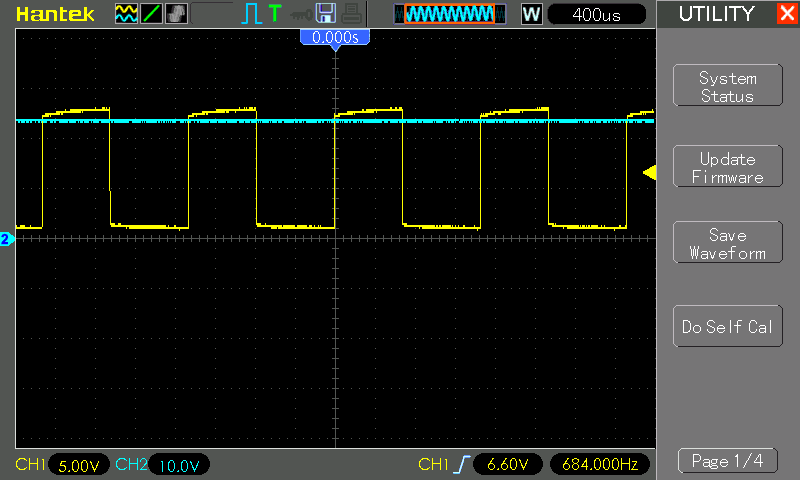 Hantek
T
W
400us
UTILITY
0.000s
System
Status
Update
Firmware
Save
Waveform
2
Do Self Cal
CH1 5.00V CH2 10.0V CH1 6.60V 684.000Hz
Page 1/4